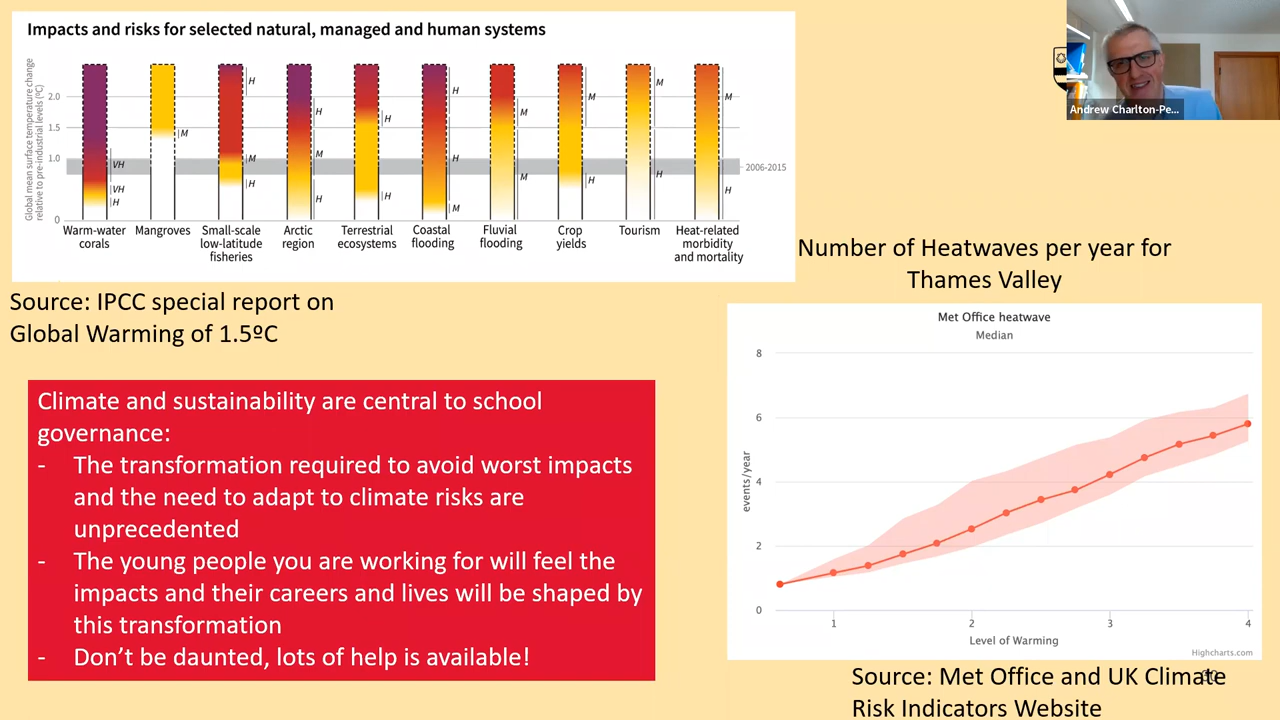 Impacts and risks for selected natural, managed and human systems
Global mean surface temperature change
relative to pre-industrial levels (ºC)
2.0
1.5
1.0
0
2006-2015
VH
VH
H
M
H
M
H
H
M
H
H
H
H
H
M
M
M
M
H
M
H
M
H
Warm-water
corals
Mangroves
Small-scale
low-latitude
fisheries
Arctic
region
Terrestrial
ecosystems
Coastal
flooding
Fluvial
flooding
Crop
yields
Tourism
Heat-related
morbidity
and mortality
Andrew Charlton-Pe...
Source: IPCC special report on
Global Warming of 1.5ºC
Number of Heatwaves per year for
Thames Valley
Climate and sustainability are central to school
governance:
- The transformation required to avoid worst impacts
and the need to adapt to climate risks are
unprecedented
- The young people you are working for will feel the
impacts and their careers and lives will be shaped by
this transformation
- Don’t be daunted, lots of help is available!
Met Office heatwave
Median
events/year
8
6
4
2
0
1
2
3
4
Level of Warming
Highcharts.com
Source: Met Office and UK Climate
Risk Indicators Website